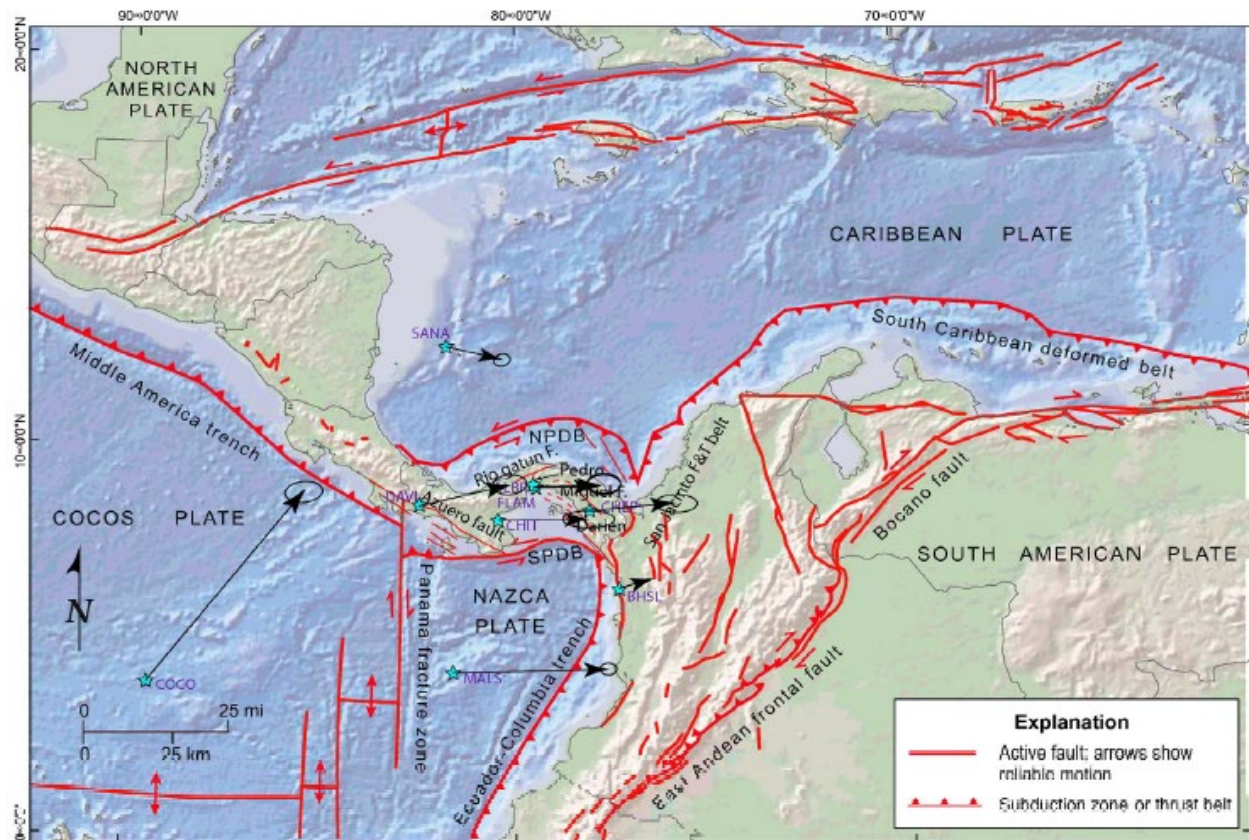 90°0'0"W
80°0'0"W
70°0'0"W
20°0'0"N
NORTH
AMERICAN
PLATE
CARIBBEAN PLATE
SANA
South Caribbean deformed belt
Middle America trench
10°0'0"N
NPDB
Rio gatun F.
Pedro
Miguel F.
San Jacinto F&T belt
DAVI
FLAM
CHEP
Azuero fault
CHIT
Darien
Bocano fault
COCOS PLATE
SPDB
SOUTH AMERICAN PLATE
N
NAZCA
PLATE
BHSL
Panama fracture zone
Ecuador-Columbia trench
MALS
COCO
East Andean frontal fault
0 25 mi
0 25 km
Explanation
Active fault: arrows show
reliable motion
Subduction zone or thrust belt